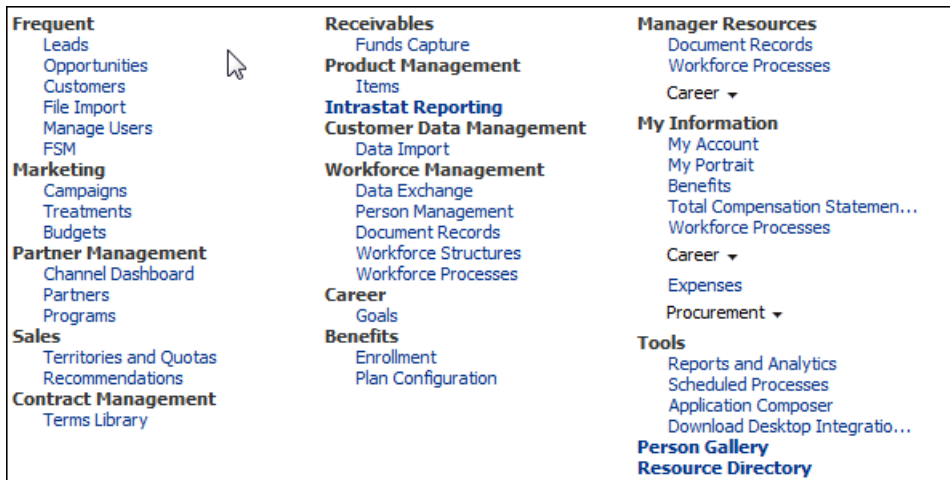 Frequent
Leads
Opportunities
Customers
File Import
Manage Users
FSM
Marketing
Campaigns
Treatments
Budgets
Partner Management
Channel Dashboard
Partners
Programs
Sales
Territories and Quotas
Recommendations
Contract Management
Terms Library
Receivables
Funds Capture
Product Management
Items
Intrastat Reporting
Customer Data Management
Data Import
Workforce Management
Data Exchange
Person Management
Document Records
Workforce Structures
Workforce Processes
Career
Goals
Benefits
Enrollment
Plan Configuration
Manager Resources
Document Records
Workforce Processes
Career
My Information
My Account
My Portrait
Benefits
Total Compensation Statemen...
Workforce Processes
Career
Expenses
Procurement
Tools
Reports and Analytics
Scheduled Processes
Application Composer
Download Desktop Integratio...
Person Gallery
Resource Directory